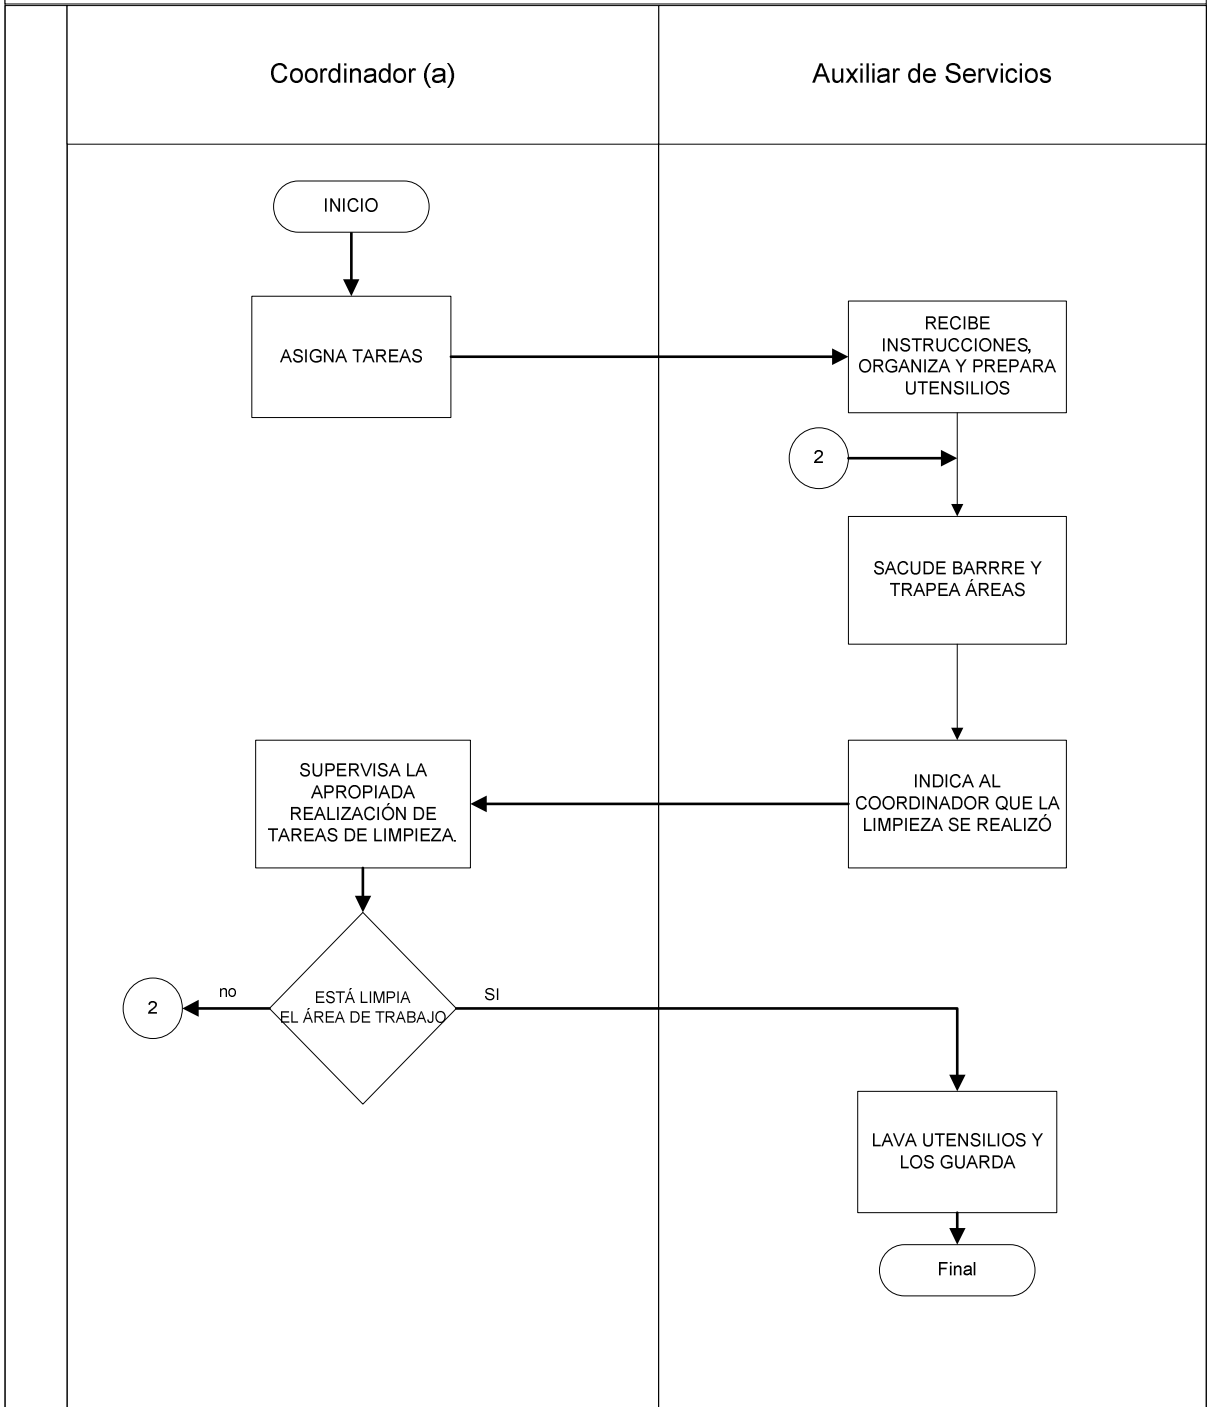 Coordinador (a)
Auxiliar de Servicios
INICIO
ASIGNA TAREAS
RECIBE
INSTRUCCIONES,
ORGANIZA Y PREPARA
UTENSILIOS
2
SACUDE BARRRE Y
TRAPEA ÁREAS
INDICA AL
COORDINADOR QUE LA
LIMPIEZA SE REALIZÓ
SUPERVISA LA
APROPIADA
REALIZACIÓN DE
TAREAS DE LIMPIEZA.
ESTÁ LIMPIA
EL ÁREA DE TRABAJO
no
2
SI
LAVA UTENSILIOS Y
LOS GUARDA
Final